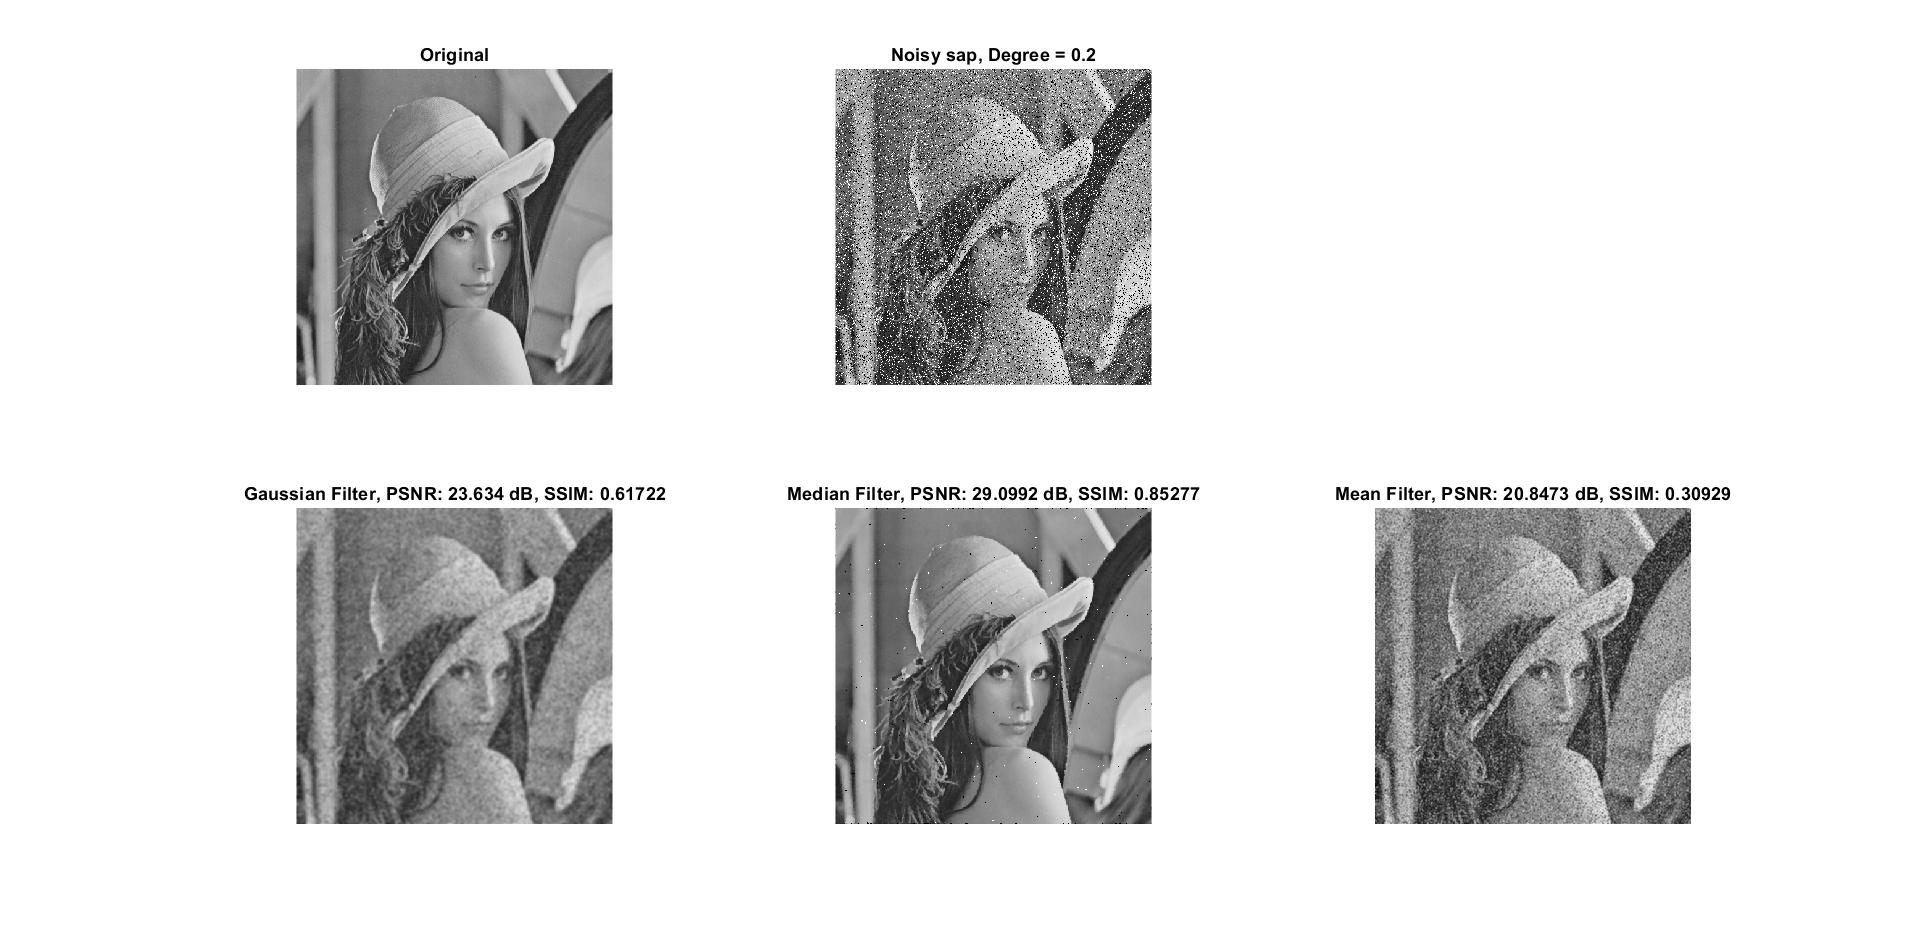 Original
Noisy sap, Degree = 0.2
Gaussian Filter, PSNR: 23.634 dB, SSIM: 0.61722
Median Filter, PSNR: 29.0992 dB, SSIM: 0.85277
Mean Filter, PSNR: 20.8473 dB, SSIM: 0.30929